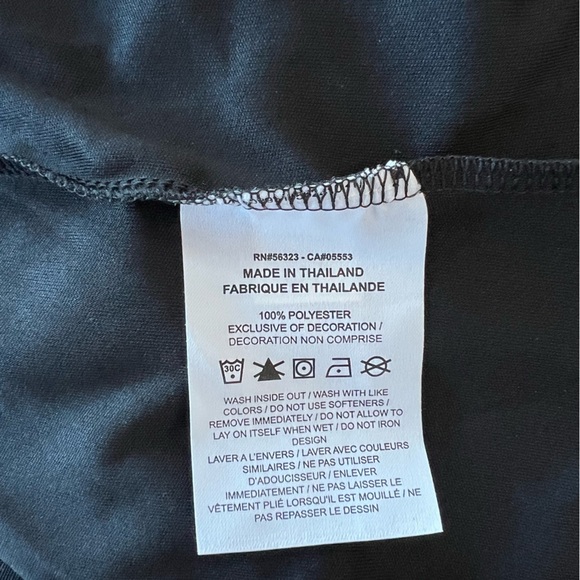 RN#56323 - CA#05553
MADE IN THAILAND
FABRIQUE EN THAILANDE
100% POLYESTER
EXCLUSIVE OF DECORATION /
DECORATION NON COMPRISE
30C
WASH INSIDE OUT / WASH WITH LIKE
COLORS / DO NOT USE SOFTENERS /
REMOVE IMMEDIATELY / DO NOT ALLOW TO
LAY ON ITSELF WHEN WET / DO NOT IRON
DESIGN
LAVER A L'ENVERS / LAVER AVEC COULEURS
SIMILAIRES / NE PAS UTILISER
D'ADOUCISSEUR / ENLEVER
IMMEDIATEMENT / NE PAS LAISSER LE
VÊTEMENT PLIÉ LORSQU'IL EST MOUILLÉ / NE
PAS REPASSER LE DESSIN